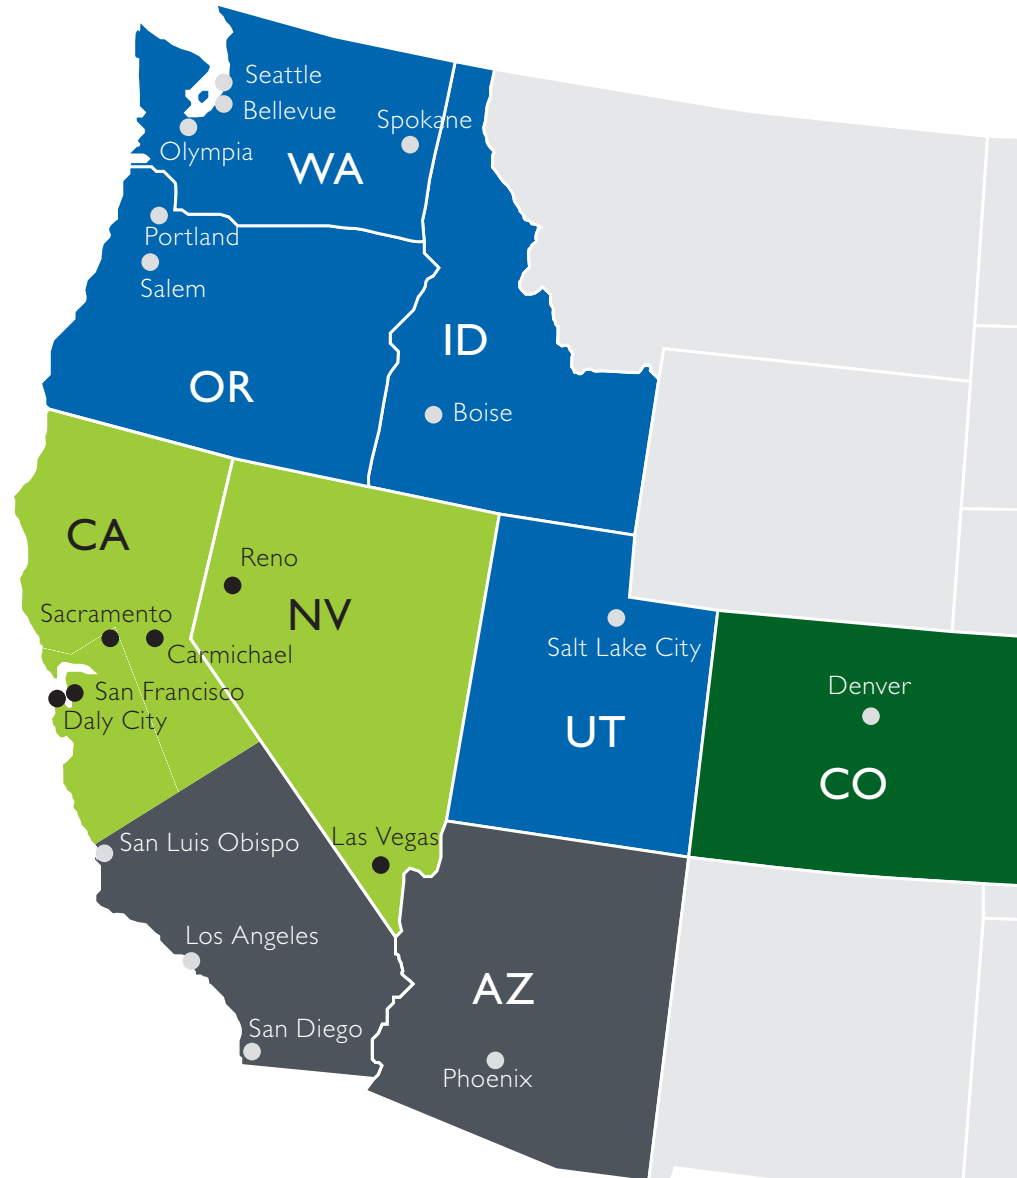 Seattle
Bellevue
Spokane
Olympia
WA
Portland
Salem
ID
OR
Boise
CA
Reno
NV
Sacramento
Carmichael
Salt Lake City
San Francisco
Daly City
Denver
UT
CO
Las Vegas
San Luis Obispo
Los Angeles
AZ
San Diego
Phoenix